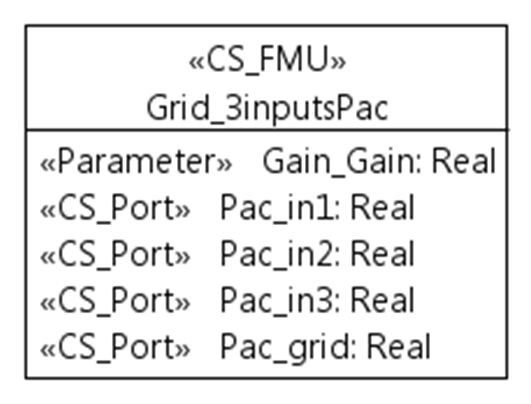 «CS_FMU»
Grid_3inputsPac
«Parameter» Gain_Gain: Real
«CS_Port» Pac_in1: Real
«CS_Port» Pac_in2: Real
«CS_Port» Pac_in3: Real
«CS_Port» Pac_grid: Real